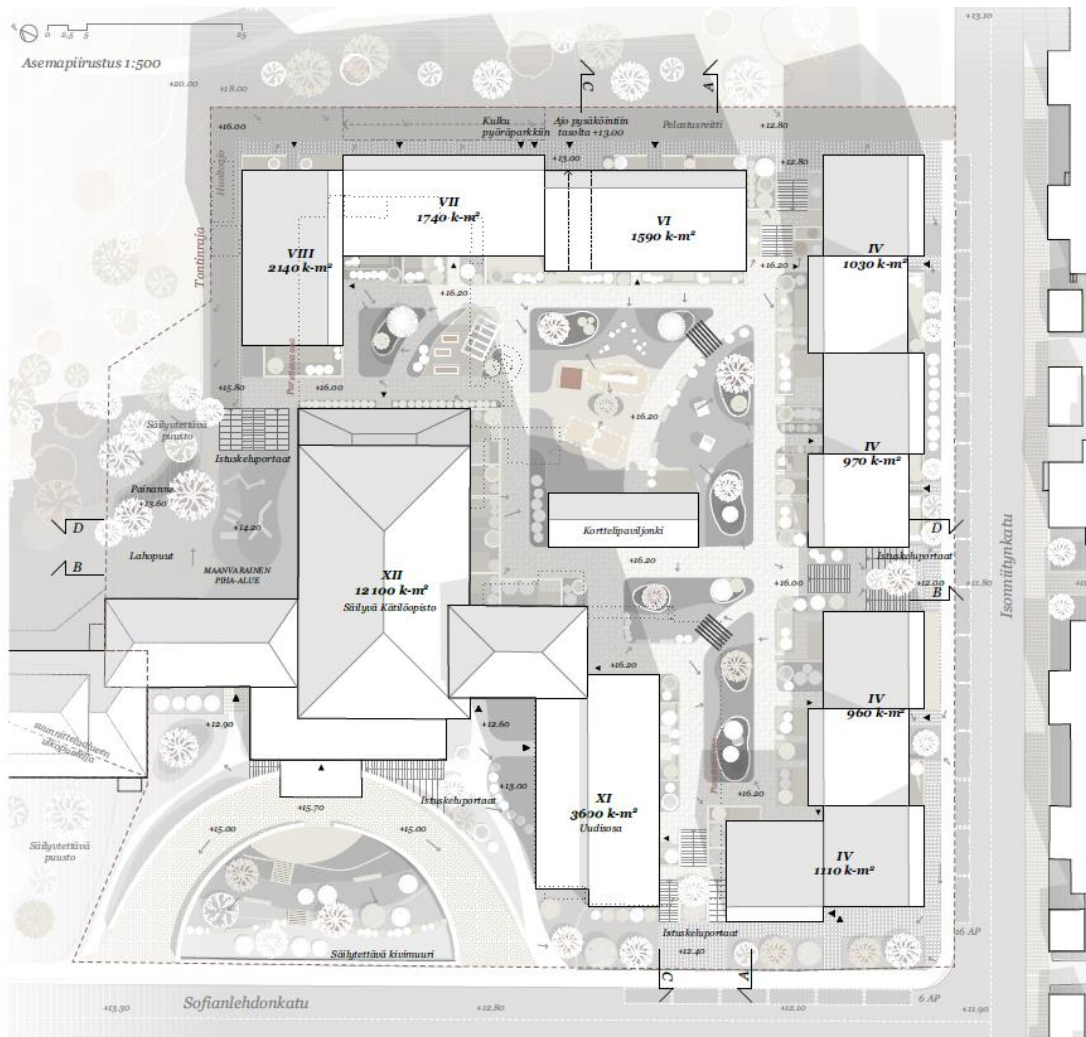 0 2,5 5 25
+13.10
Asemapiirustus 1:500
+20.00
+18.00
C
A
+16.00
Kulku
pyöräparkkiin
Ajo pysäköintiin
tasolta +13.00
Pelastusreitti
+12.80
+13.00
+12.80
Huoltoajo
VII
1740 k-m²
VI
1590 k-m²
VIII
2140 k-m²
IV
1030 k-m²
Tontinraja
+16.20
+16.20
+15.80
+16.00
Säilytettävä
puusto
+16.20
Istuskeluportaat
IV
970 k-m²
Painanne
+13.60
D
+14.20
Korttelipaviljonki
D
Lahopuut
Istuskeluportaat
B
MAANVARAINEN
PIHA-ALUE
+16.20
XII
12100 k-m²
Säilyvä Kätilöopisto
+16.00
+12.00
+11.80
B
Isonniitynkatu
+16.20
IV
960 k-m²
+12.90
+12.60
suunnittelualueen
ulkopuolella
+13.00
+16.20
Istuskeluportaat
+15.70
XI
3600 k-m²
Uudisosa
+15.00
+15.00
Säilytettävä
puusto
IV
1110 k-m²
Istuskeluportaat
16 AP
+12.40
Säilytettävä kivimuuri
C
A
Sofianlehdonkatu
6 AP
+13.30
+12.80
+12.10
+11.90